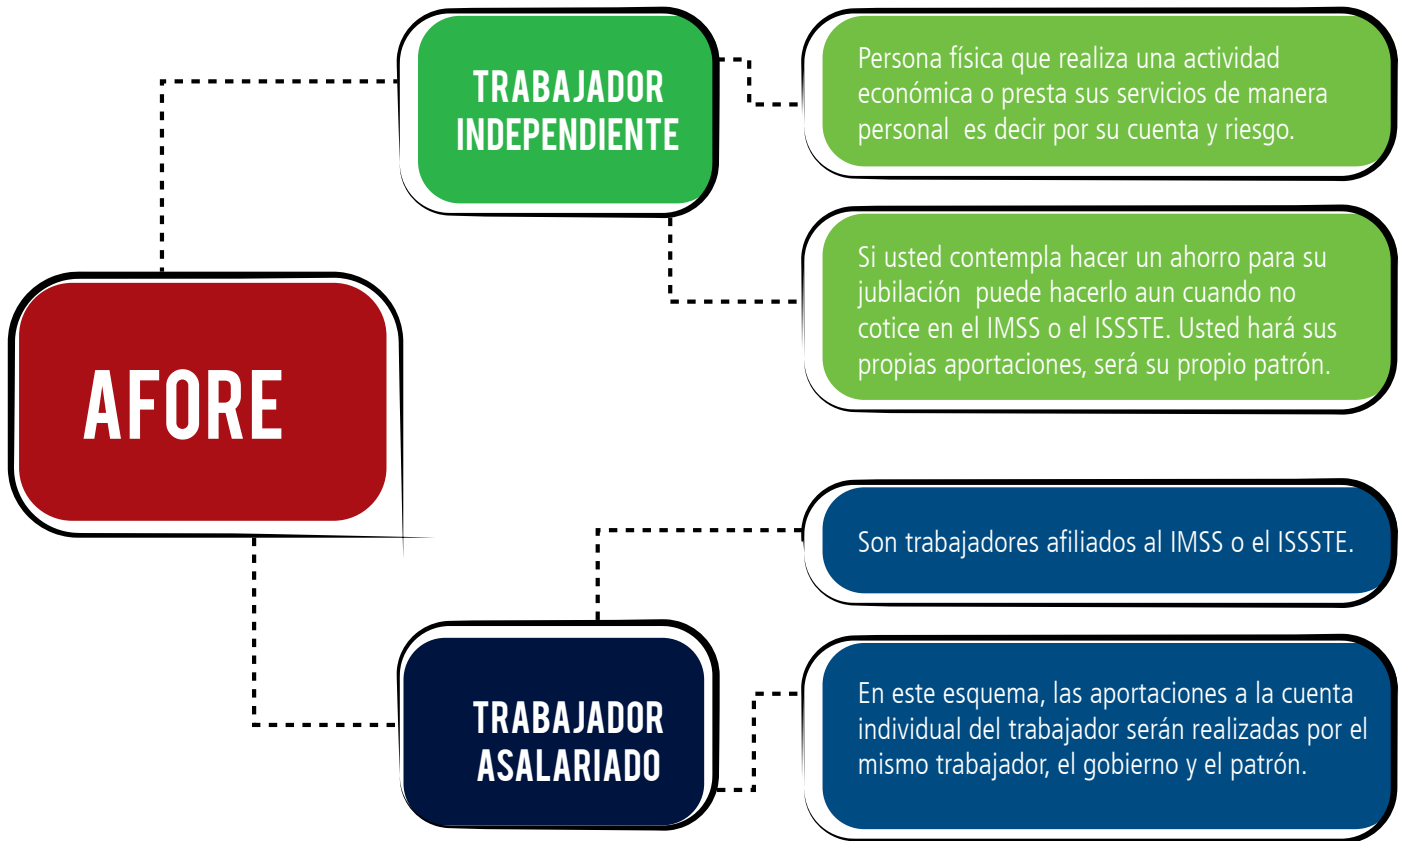 TRABAJADOR
INDEPENDIENTE
Persona física que realiza una actividad
económica o presta sus servicios de manera
personal  es decir por su cuenta y riesgo.
Si usted contempla hacer un ahorro para su
jubilación  puede hacerlo aun cuando no
cotice en el IMSS o el ISSSTE. Usted hará sus
propias aportaciones, será su propio patrón.
AFORE
Son trabajadores afiliados al IMSS o el ISSSTE.
TRABAJADOR
ASALARIADO
En este esquema, las aportaciones a la cuenta
individual del trabajador serán realizadas por el
mismo trabajador, el gobierno y el patrón.